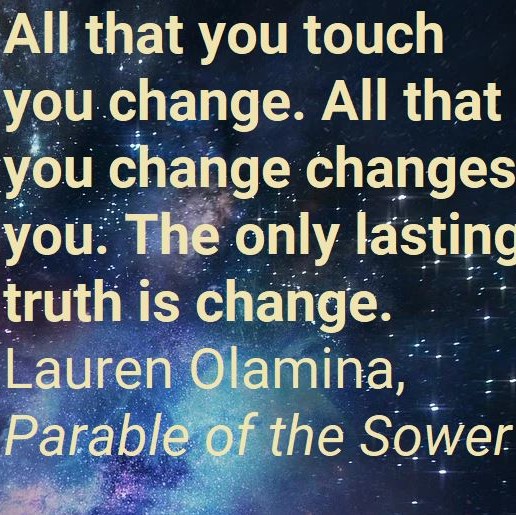 All that you touch
you change. All that
you change changes
you. The only lasting
truth is change.
Lauren Olamina,
Parable of the Sower